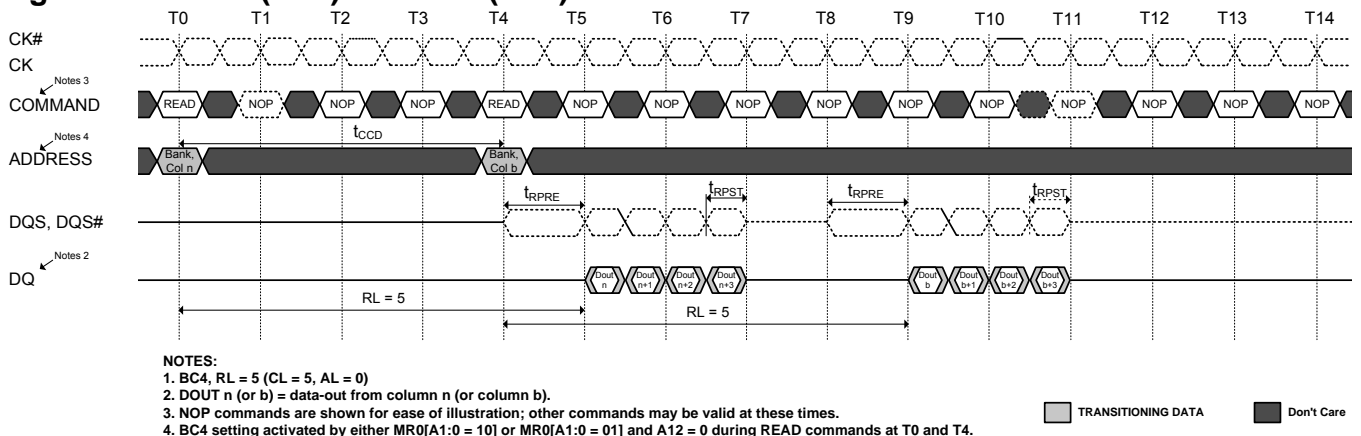 T0 T1 T2 T3 T4 T5 T6 T7 T8 T9 T10 T11 T12 T13 T14
CK#
CK
Notes 3
COMMAND READ NOP NOP NOP READ NOP NOP NOP NOP NOP NOP NOP NOP NOP NOP
tCCD
Notes 4
ADDRESS Bank, Col n Bank, Col b
tRPRE tRPST tRPRE tRPST
DQS, DQS#
Notes 2
DQ Dout n Dout n+1 Dout n+2 Dout n+3 Dout b Dout b+1 Dout b+2 Dout b+3
RL = 5
RL = 5
NOTES:
1. BC4, RL = 5 (CL = 5, AL = 0)
2. DOUT n (or b) = data-out from column n (or column b).
3. NOP commands are shown for ease of illustration; other commands may be valid at these times.
4. BC4 setting activated by either MR0[A1:0 = 10] or MR0[A1:0 = 01] and A12 = 0 during READ commands at T0 and T4.
TRANSITIONING DATA Don't Care